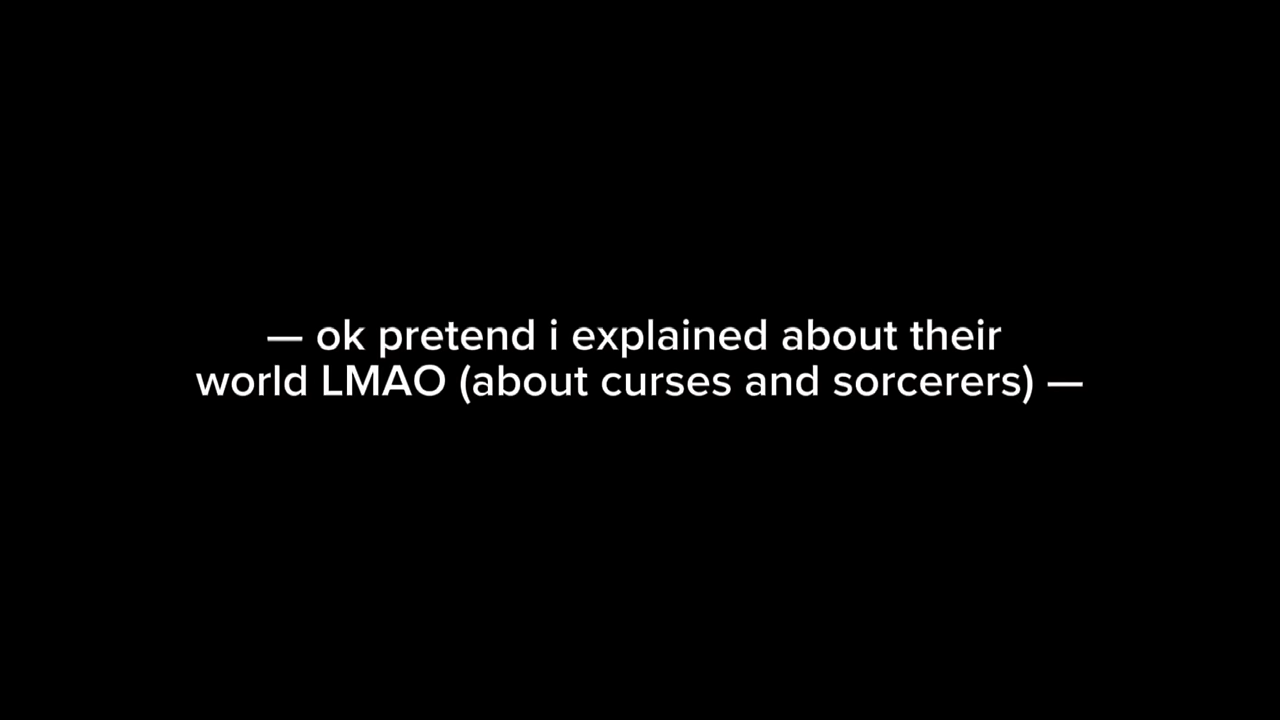 — ok pretend i explained about their
world LMAO (about curses and sorcerers) —